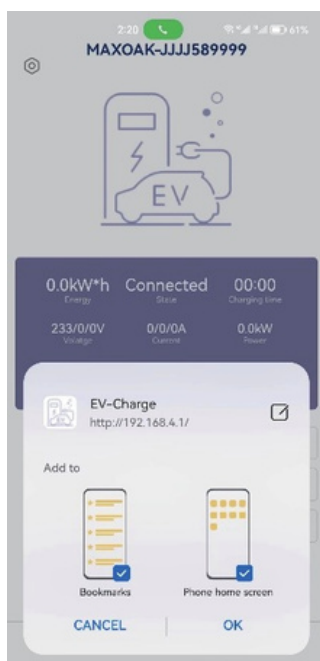 2:20
61%
MAXOAK-JJJJ589999
EV
0.0kW*h Connected 00:00
Energy State Charging time
233/0/0V 0/0/0A 0.0kW
Volatge Current Power
EV-Charge
http://192.168.4.1/
Add to
Bookmarks Phone home screen
CANCEL OK